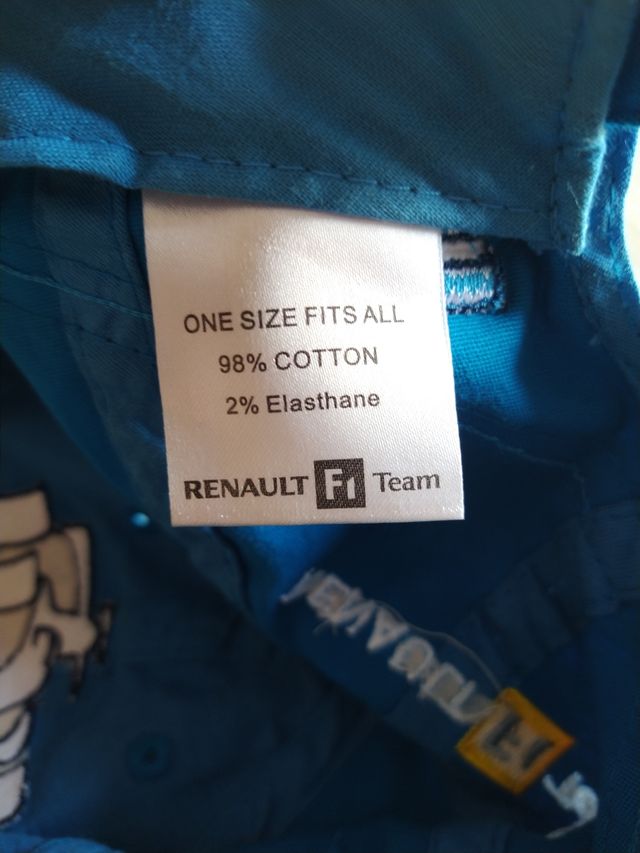 ONE SIZE FITS ALL
98% COTTON
2% Elasthane
RENAULT F1 Team